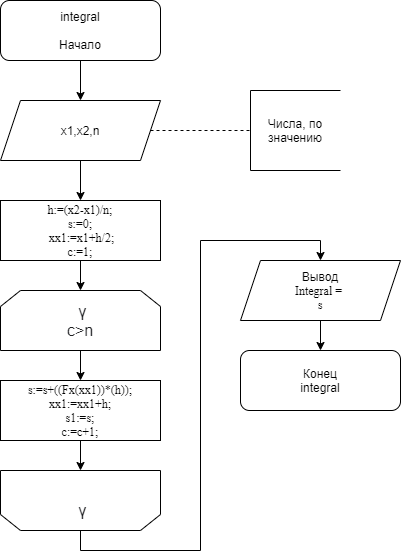 integral
Начало
x1,x2,n
Числа, по
значению
h:=(x2-x1)/n;
s:=0;
xx1:=x1+h/2;
c:=1;
γ
c>n
s:=s+((Fx(xx1))*(h));
xx1:=xx1+h;
s1:=s;
c:=c+1;
γ
Вывод
Integral =
s
Конец
integral